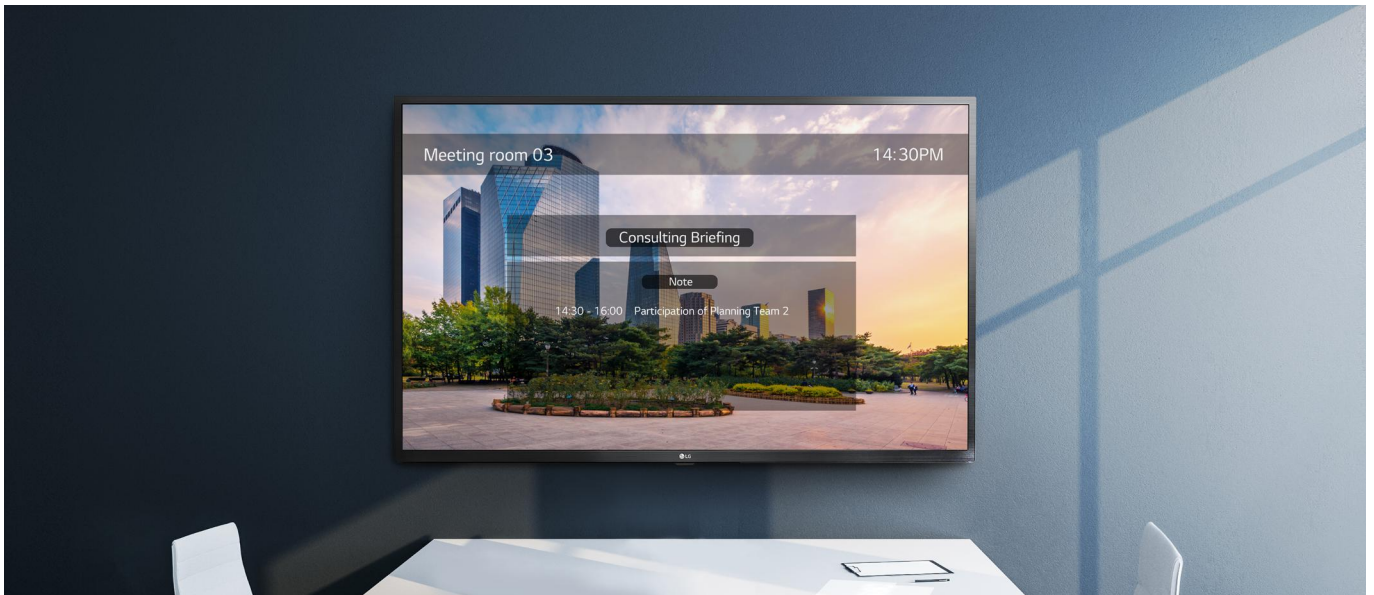 Meeting room 03
14:30PM
Consulting Briefing
Note
14:30 - 16:00 Participation of Planning Team 2
LG